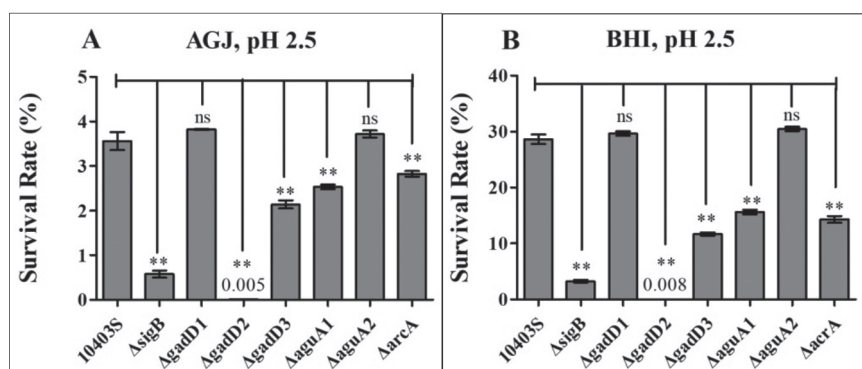 A
AGJ, pH 2.5
Survival Rate (%)
5
4
3
2
1
0
ns
ns
**
**
0.005
**
**
**
10403S
ΔsigB
ΔgadD1
ΔgadD2
ΔgadD3
ΔaguA1
ΔaguA2
ΔarcA
B
BHI, pH 2.5
Survival Rate (%)
40
30
20
10
0
ns
ns
**
**
0.008
**
**
**
10403S
ΔsigB
ΔgadD1
ΔgadD2
ΔgadD3
ΔaguA1
ΔaguA2
ΔacrA